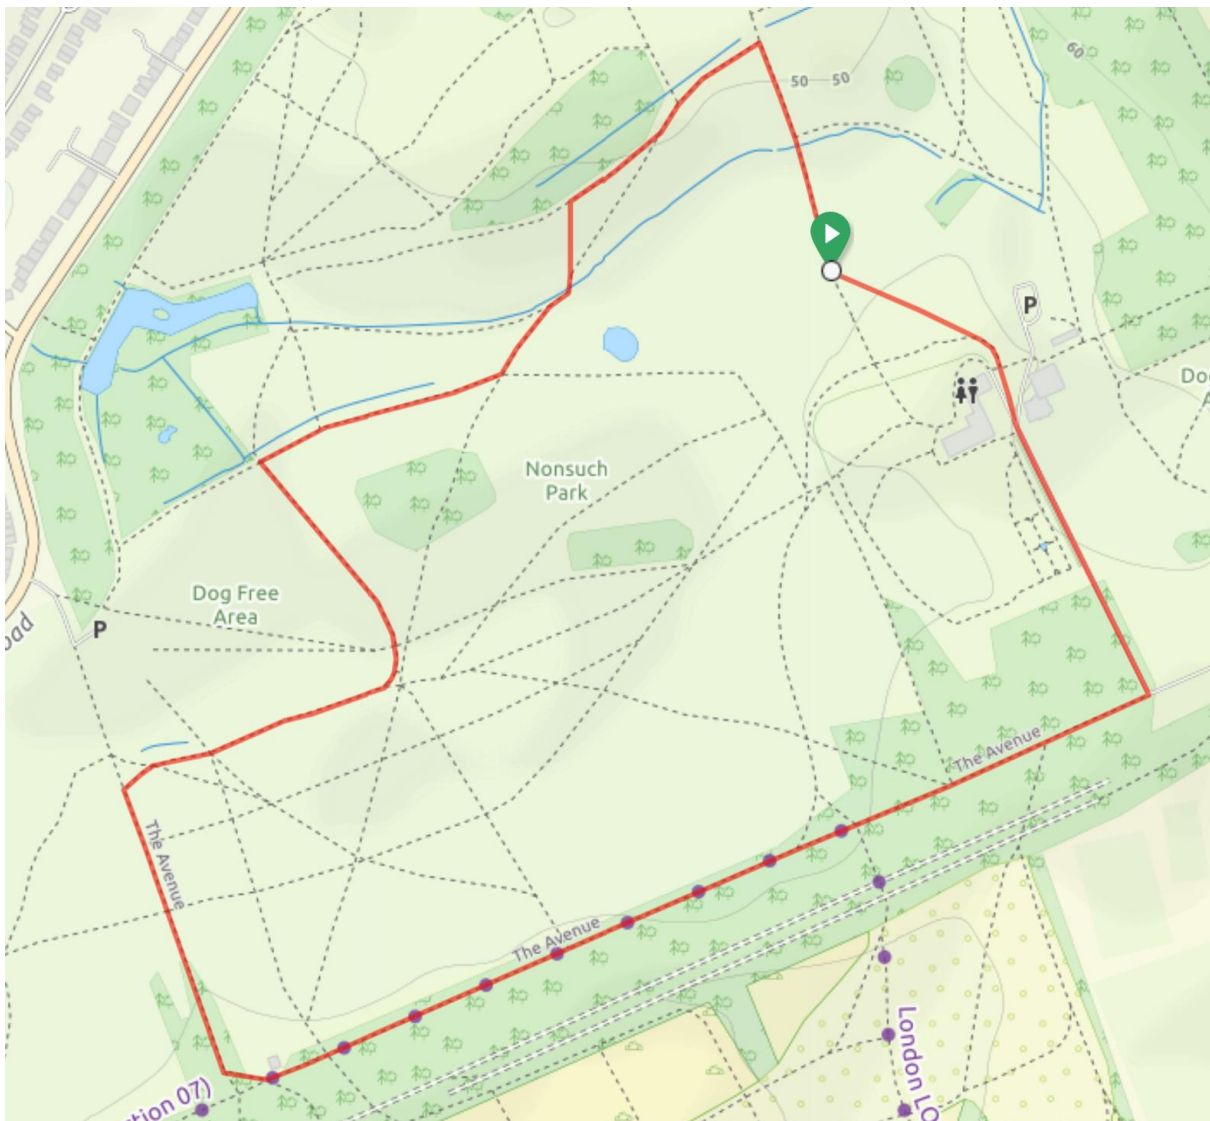 50
50
60
P
Do
A
Nonsuch
Park
Dog Free
Area
P
oad
The Avenue
The Avenue
The Avenue
London LO
tion 07)